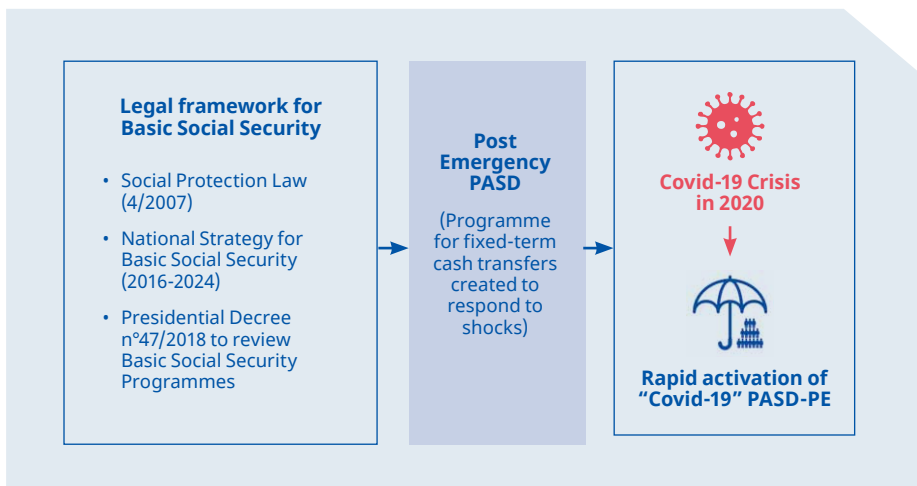 Legal framework for
Basic Social Security
• Social Protection Law
(4/2007)
• National Strategy for
Basic Social Security
(2016-2024)
• Presidential Decree
n°47/2018 to review
Basic Social Security
Programmes
Post
Emergency
PASD
(Programme
for fixed-term
cash transfers
created to
respond to
shocks)
Covid-19 Crisis
in 2020
Rapid activation of
“Covid-19” PASD-PE